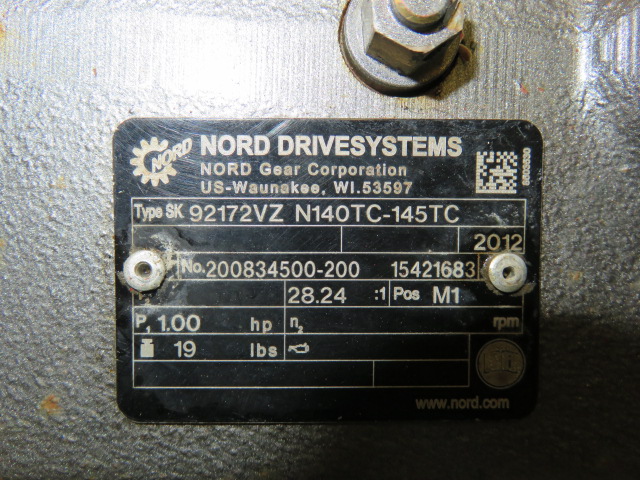 NORD
NORD DRIVESYSTEMS
NORD Gear Corporation
US-Waunakee, WI.53597
Type SK 92172VZ N140TC-145TC
2012
No. 200834500-200 15421683
28.24 :1 Pos M1
P1 1.00 hp n2 rpm
19 lbs
www.nord.com